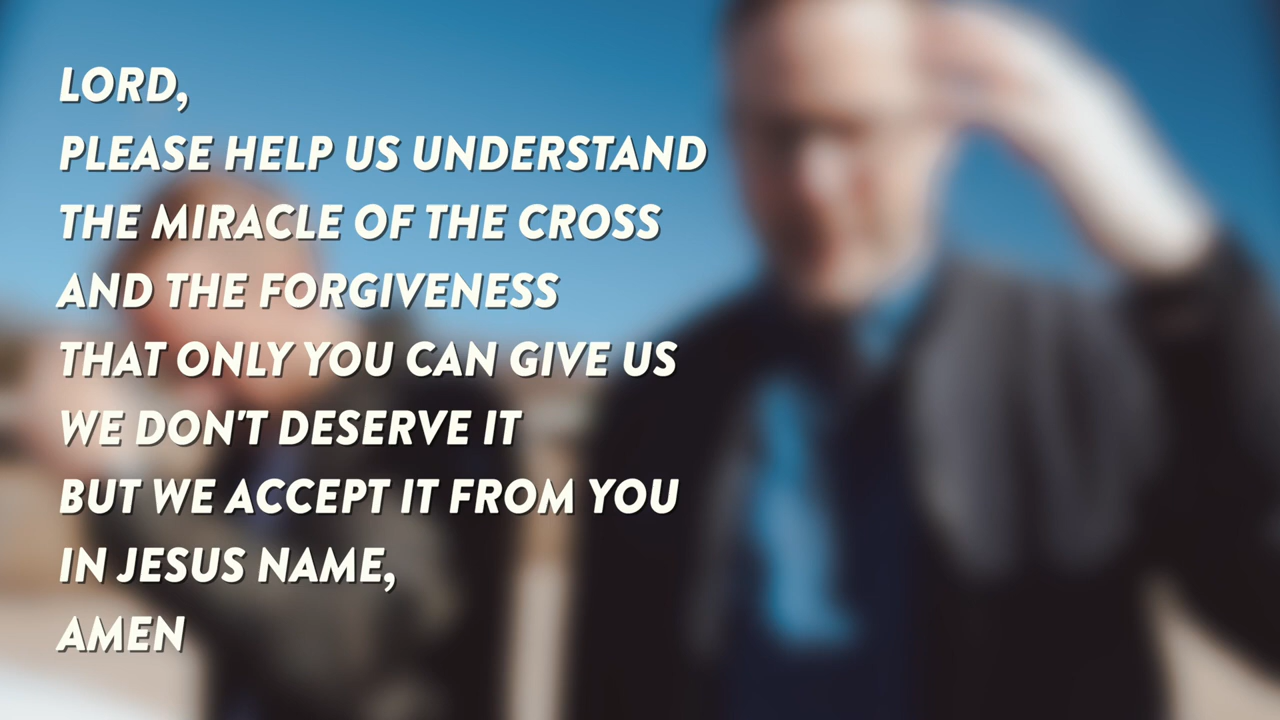 LORD,
PLEASE HELP US UNDERSTAND
THE MIRACLE OF THE CROSS
AND THE FORGIVENESS
THAT ONLY YOU CAN GIVE US
WE DON'T DESERVE IT
BUT WE ACCEPT IT FROM YOU
IN JESUS NAME,
AMEN